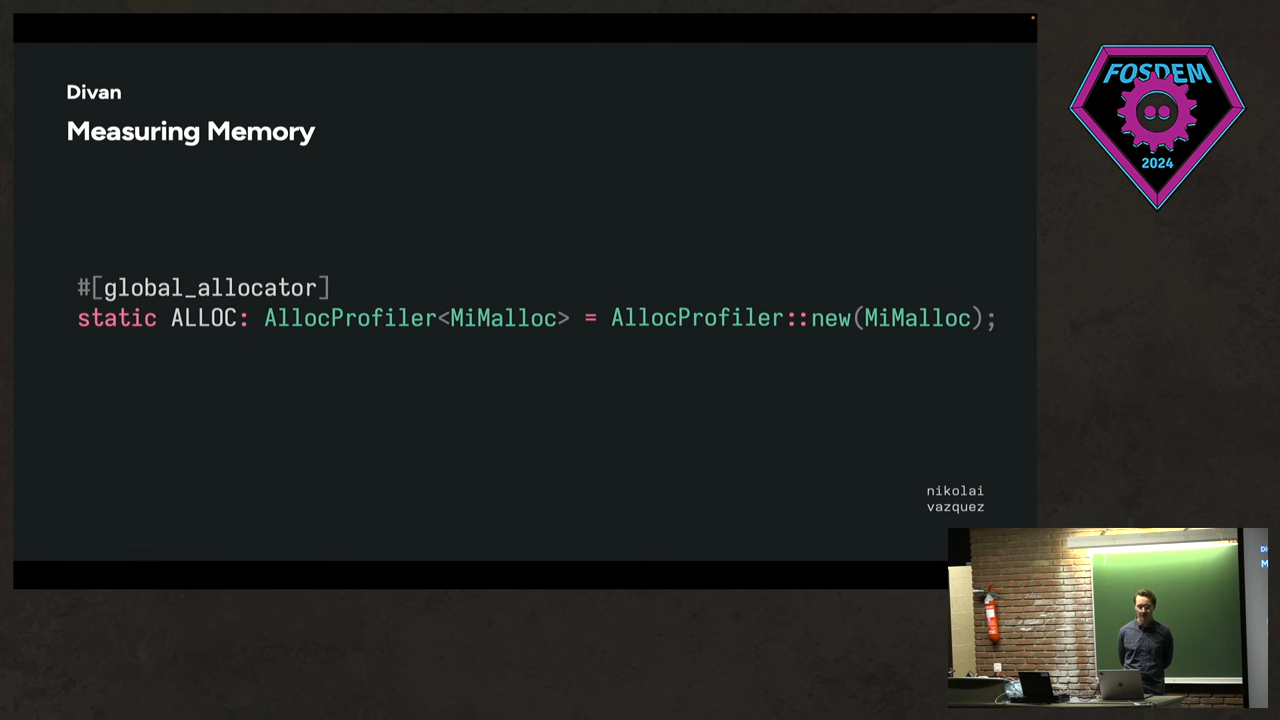 Divan
Measuring Memory
#[global_allocator]
static ALLOC: AllocProfiler<MiMalloc> = AllocProfiler::new(MiMalloc);
nikolai
vazquez
FOSDEM
2024